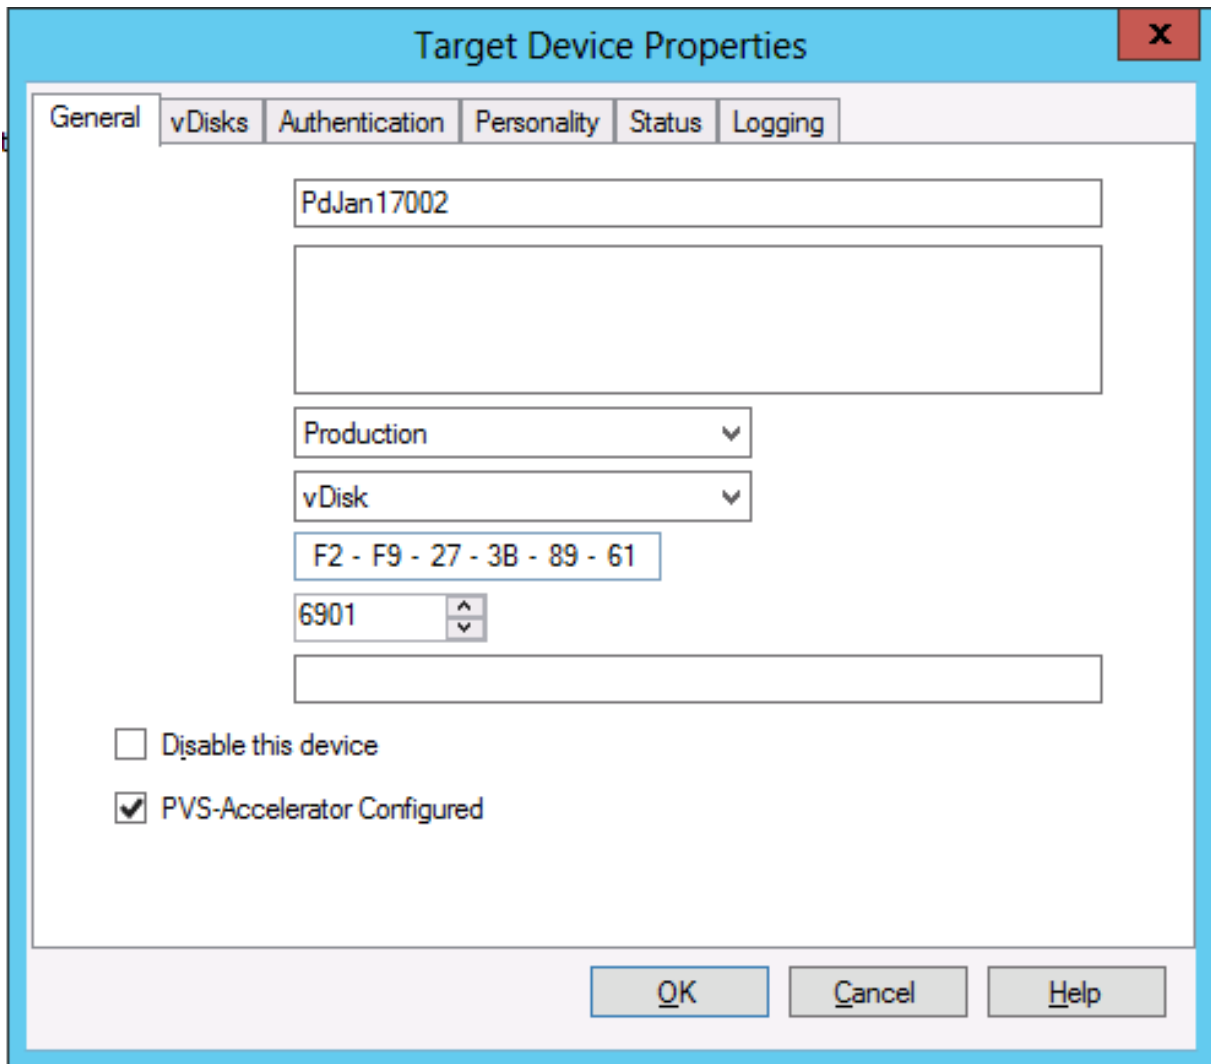 Target Device Properties
x
General vDisks Authentication Personality Status Logging
PdJan17002
Production
vDisk
F2 - F9 - 27 - 3B - 89 - 61
6901
Disable this device
PVS-Accelerator Configured
OK Cancel Help